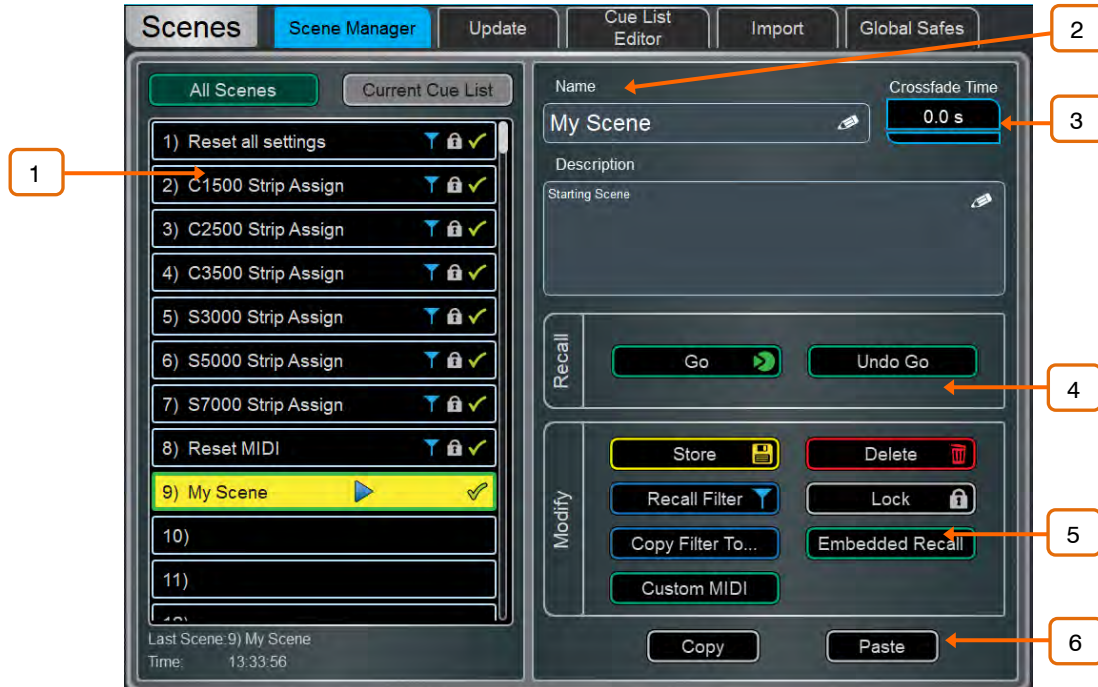 Scenes
Scene Manager
Update
Cue List
Editor
Import
Global Safes
2
All Scenes
Current Cue List
1) Reset all settings
2) C1500 Strip Assign
3) C2500 Strip Assign
4) C3500 Strip Assign
5) S3000 Strip Assign
6) S5000 Strip Assign
7) S7000 Strip Assign
8) Reset MIDI
9) My Scene
10)
11)
Last Scene:9) My Scene
Time: 13:33:56
1
Name
Crossfade Time
My Scene
0.0 s
3
Description
Starting Scene
Recall
Go
Undo Go
4
Modify
Store
Delete
Recall Filter
Lock
Copy Filter To...
Embedded Recall
5
Custom MIDI
Copy
Paste
6